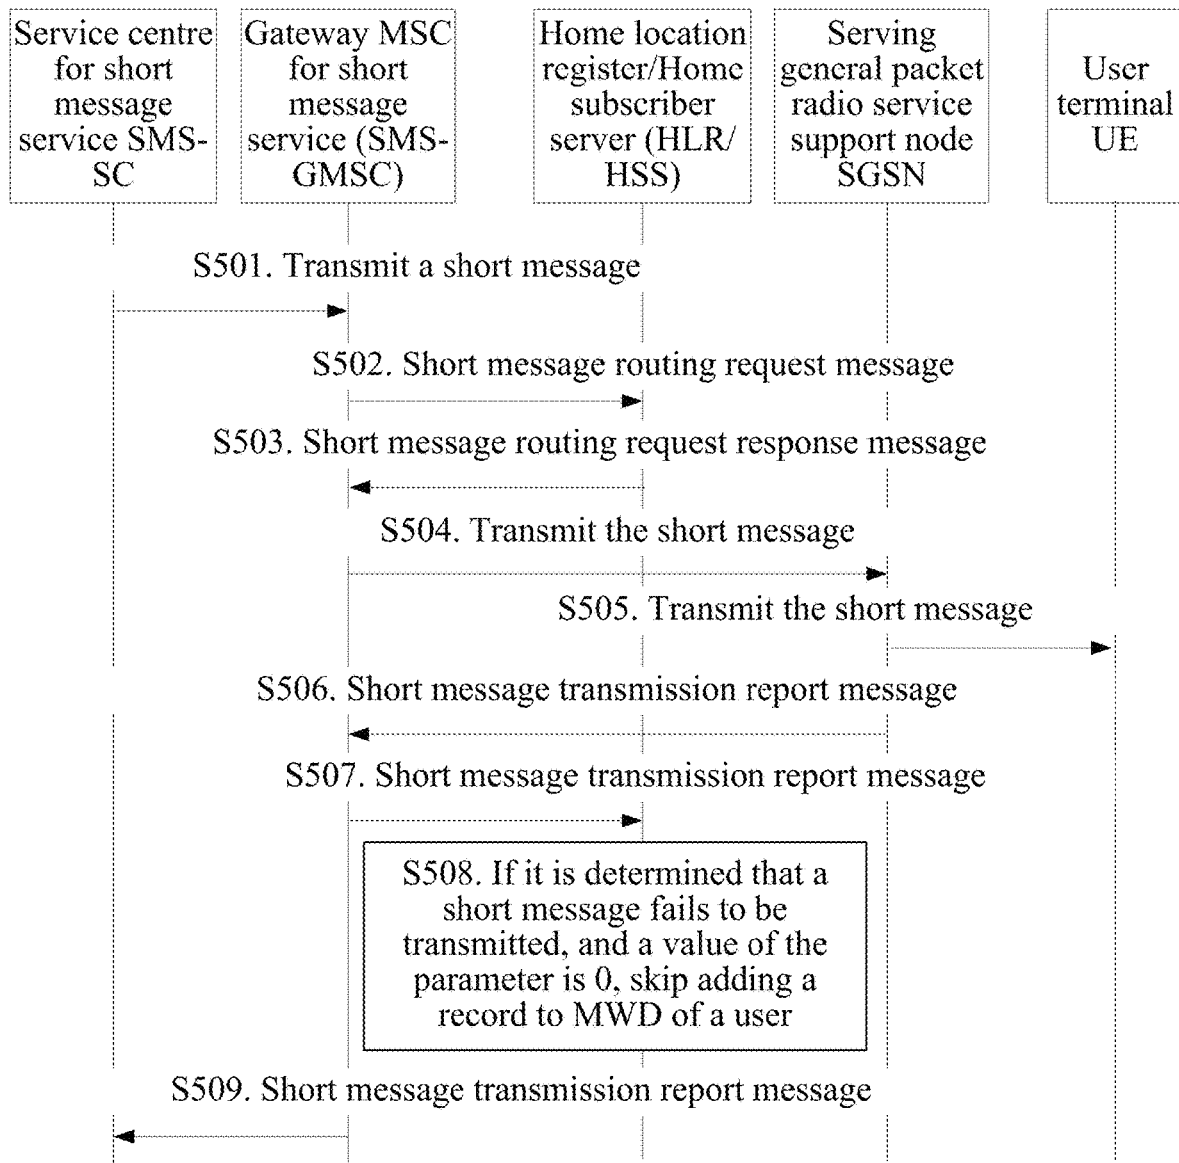 Service centre
for short
message
service SMS-
SC
Gateway MSC
for short
message
service (SMS-
GMSC)
Home location
register/Home
subscriber
server (HLR/
HSS)
Serving
general packet
radio service
support node
SGSN
User
terminal
UE
S501. Transmit a short message
S502. Short message routing request message
S503. Short message routing request response message
S504. Transmit the short message
S505. Transmit the short message
S506. Short message transmission report message
S507. Short message transmission report message
S508. If it is determined that a
short message fails to be
transmitted, and a value of the
parameter is 0, skip adding a
record to MWD of a user
S509. Short message transmission report message